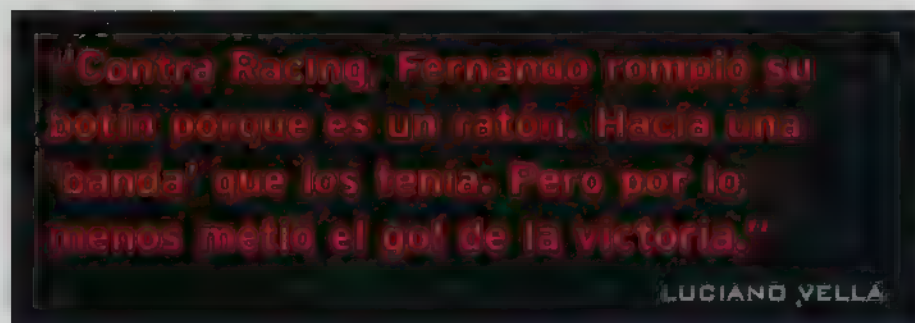 "Contra Racing, Fernando rompió su
botín porque es un ratón. Hacía una
'banda' que los tenía. Pero por lo
menos metió el gol de la victoria."
LUCIANO VELLA